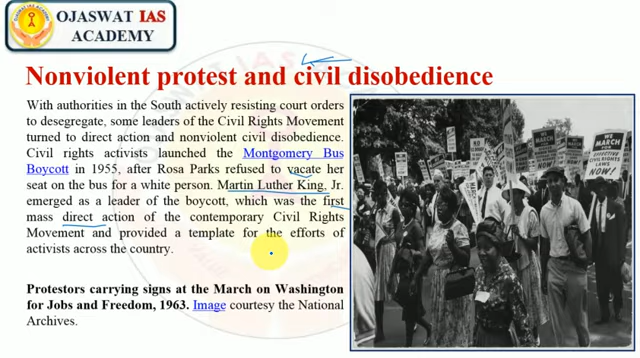 OJASWAT IAS
ACADEMY
Nonviolent protest and civil disobedience
With authorities in the South actively resisting court orders
to desegregate, some leaders of the Civil Rights Movement
turned to direct action and nonviolent civil disobedience.
Civil rights activists launched the Montgomery Bus
Boycott in 1955, after Rosa Parks refused to vacate her
seat on the bus for a white person. Martin Luther King, Jr.
emerged as a leader of the boycott, which was the first
mass direct action of the contemporary Civil Rights
Movement and provided a template for the efforts of
activists across the country.
Protestors carrying signs at the March on Washington
for Jobs and Freedom, 1963. Image courtesy the National
Archives.
WE
MARCH
FOR
EFFECTIVE
CIVIL RIGHTS
LAWS
NOW!